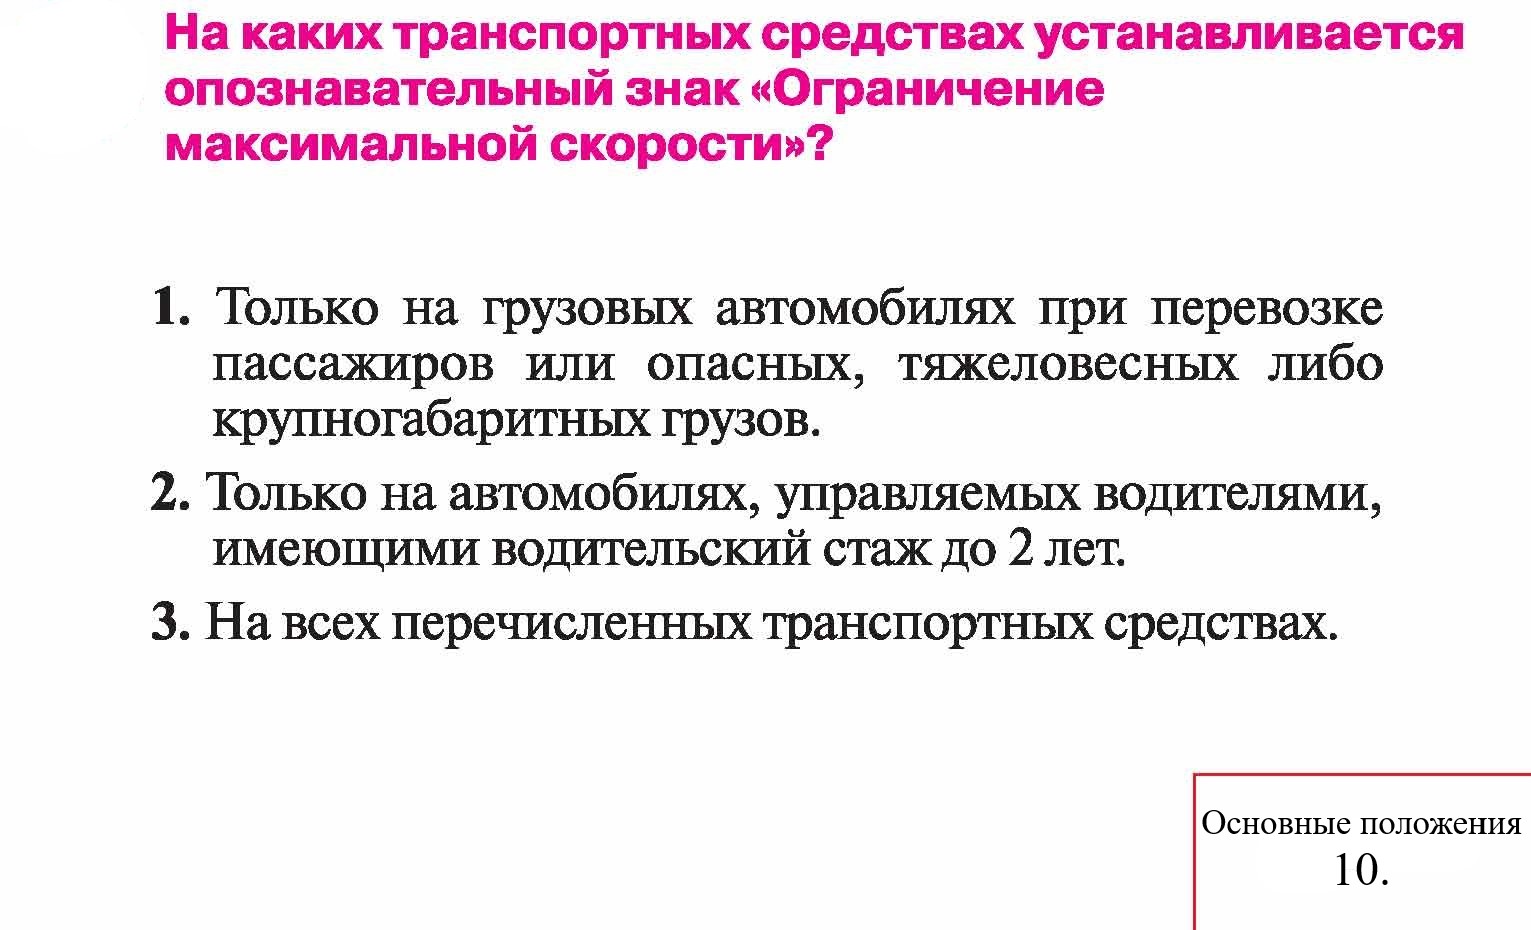 На каких транспортных средствах устанавливается
опознавательный знак «Ограничение
максимальной скорости»?
1. Только на грузовых автомобилях при перевозке
пассажиров или опасных, тяжеловесных либо
крупногабаритных грузов.
2. Только на автомобилях, управляемых водителями,
имеющими водительский стаж до 2 лет.
3. На всех перечисленных транспортных средствах.
Основные положения
10.